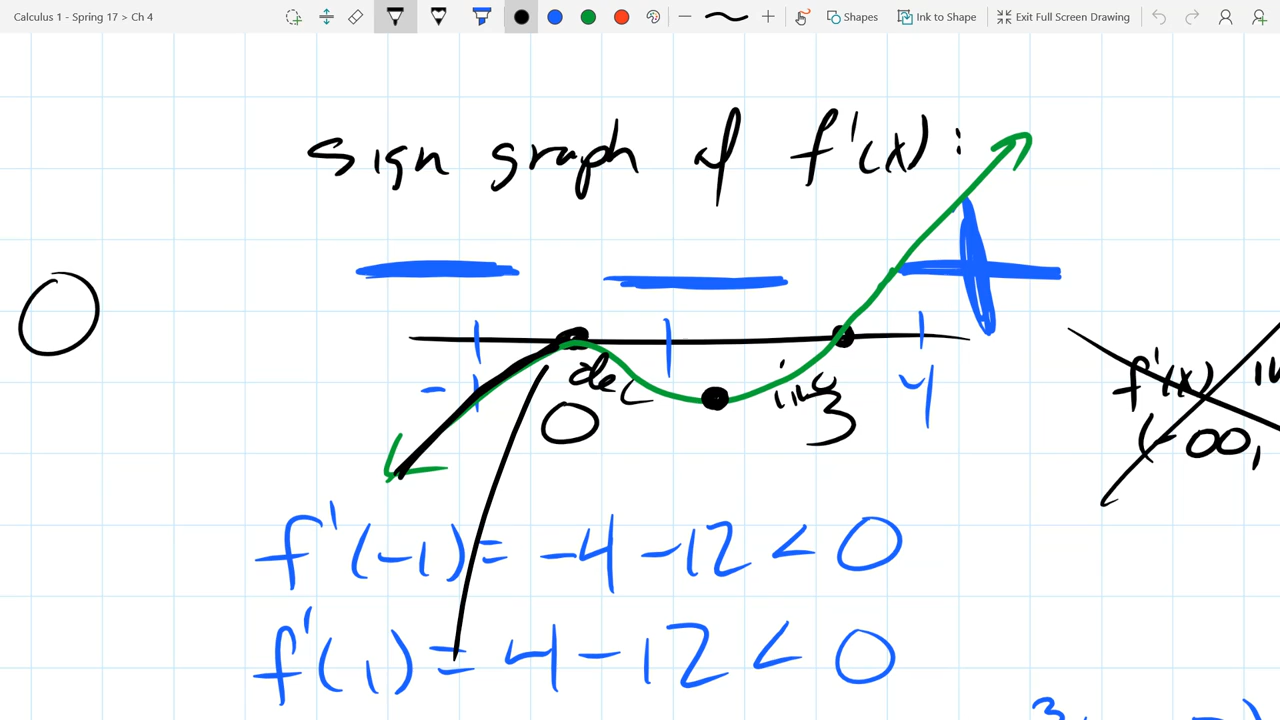 Calculus 1 - Spring 17 > Ch 4
Shapes
Ink to Shape
Exit Full Screen Drawing
sign graph of f'(x):
0
-1
dec
inc
0
3
4
f'(x)
(-∞,
f'(-1) = -4 - 12 < 0
f'(1) = 4 - 12 < 0